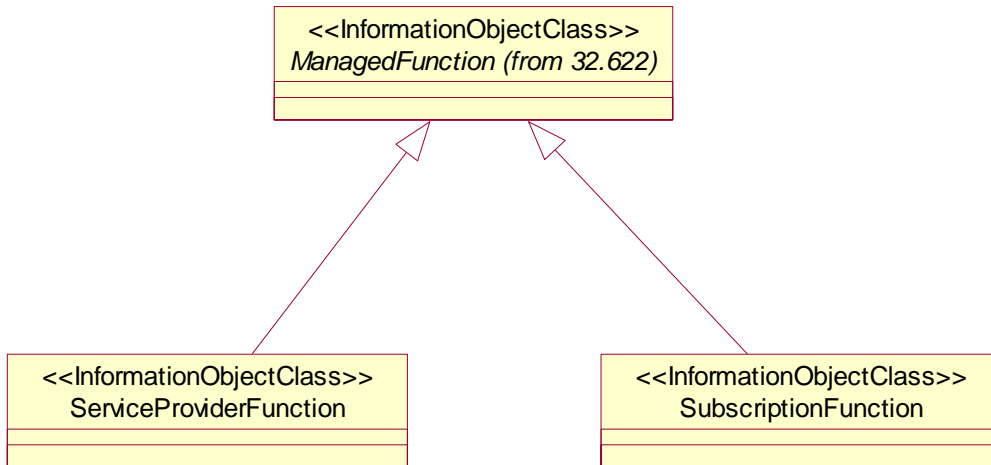 <<InformationObjectClass>>
ManagedFunction (from 32.622)
<<InformationObjectClass>>
ServiceProviderFunction
<<InformationObjectClass>>
SubscriptionFunction